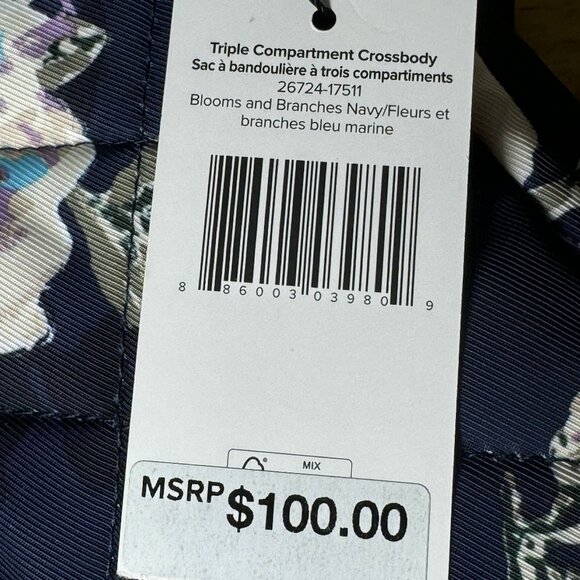 Triple Compartment Crossbody
Sac à bandoulière à trois compartiments
26724-17511
Blooms and Branches Navy/Fleurs et
branches bleu marine
8 86003 03980 9
MIX
MSRP $100.00